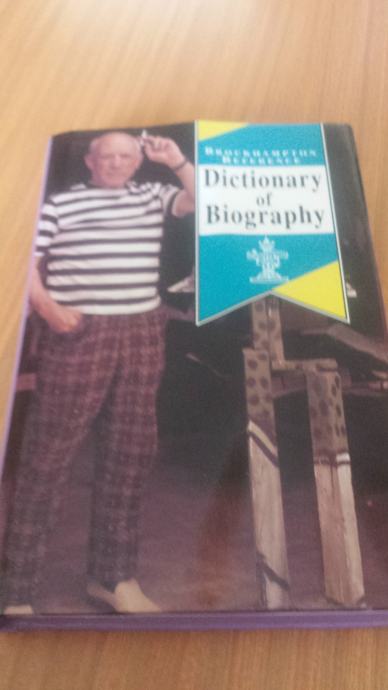 BROCKHAMPTON
REFERENCE
Dictionary
of
Biography